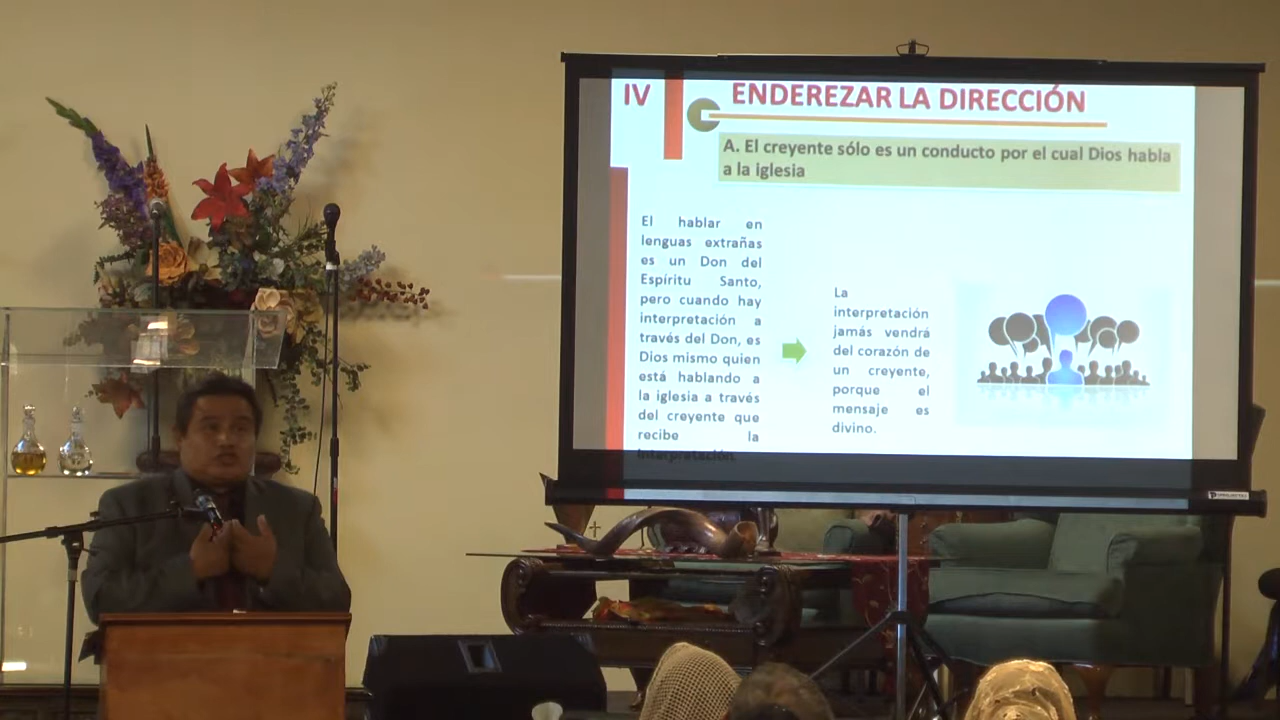 IV
ENDEREZAR LA DIRECCIÓN
A. El creyente sólo es un conducto por el cual Dios habla
a la iglesia
El hablar en
lenguas extrañas
es un Don del
Espíritu Santo,
pero cuando hay
interpretación a
través del Don, es
Dios mismo quien
está hablando a
la iglesia a través
del creyente que
recibe la
interpretación.
La
interpretación
jamás vendrá
del corazón de
un creyente,
porque el
mensaje es
divino.